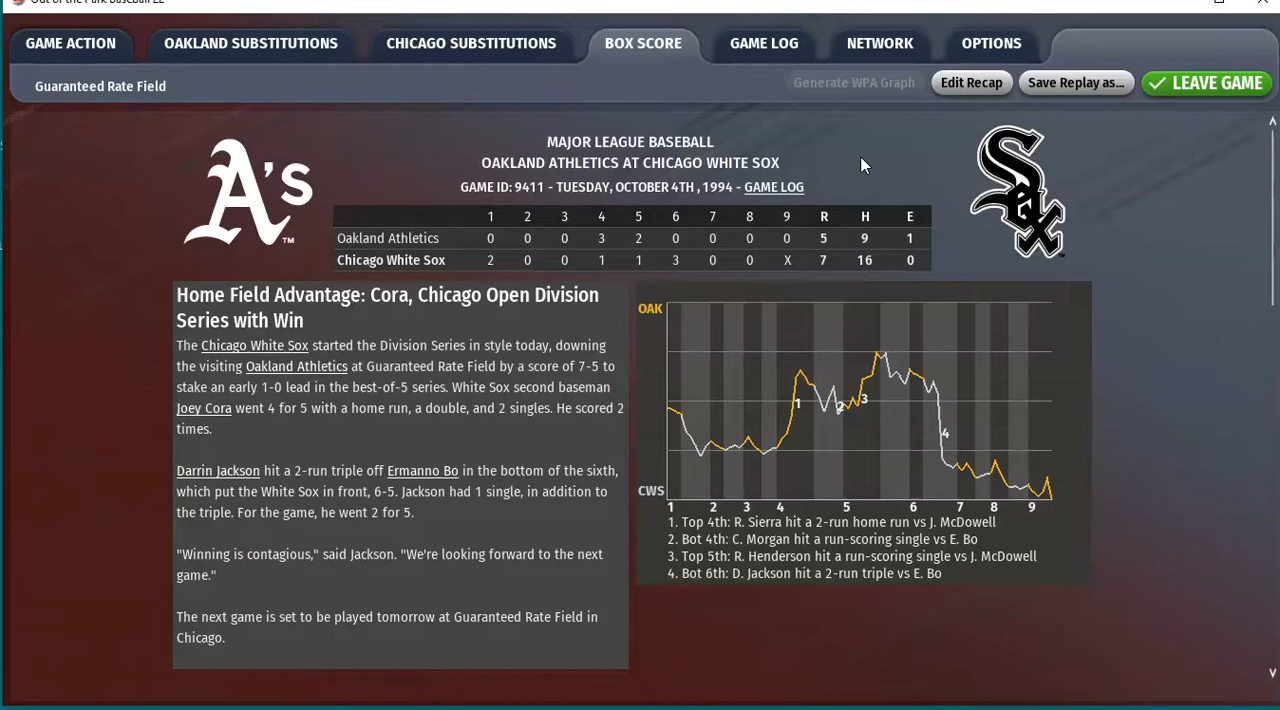 Out of the Park Baseball 22
GAME ACTION OAKLAND SUBSTITUTIONS CHICAGO SUBSTITUTIONS BOX SCORE GAME LOG NETWORK OPTIONS
Guaranteed Rate Field Generate WPA Graph Edit Recap Save Replay as... LEAVE GAME
A's
TM
Sox
MAJOR LEAGUE BASEBALL
OAKLAND ATHLETICS AT CHICAGO WHITE SOX
GAME ID: 9411 - TUESDAY, OCTOBER 4TH , 1994 - GAME LOG
1 2 3 4 5 6 7 8 9 R H E
Oakland Athletics 0 0 0 3 2 0 0 0 0 5 9 1
Chicago White Sox 2 0 0 1 1 3 0 0 X 7 16 0
Home Field Advantage: Cora, Chicago Open Division
Series with Win
The Chicago White Sox started the Division Series in style today, downing
the visiting Oakland Athletics at Guaranteed Rate Field by a score of 7-5 to
stake an early 1-0 lead in the best-of-5 series. White Sox second baseman
Joey Cora went 4 for 5 with a home run, a double, and 2 singles. He scored 2
times.
Darrin Jackson hit a 2-run triple off Ermanno Bo in the bottom of the sixth,
which put the White Sox in front, 6-5. Jackson had 1 single, in addition to
the triple. For the game, he went 2 for 5.
"Winning is contagious," said Jackson. "We're looking forward to the next
game."
The next game is set to be played tomorrow at Guaranteed Rate Field in
Chicago.
OAK
1 2 3 4
CWS
1 2 3 4 5 6 7 8 9
1. Top 4th: R. Sierra hit a 2-run home run vs J. McDowell
2. Bot 4th: C. Morgan hit a run-scoring single vs E. Bo
3. Top 5th: R. Henderson hit a run-scoring single vs J. McDowell
4. Bot 6th: D. Jackson hit a 2-run triple vs E. Bo